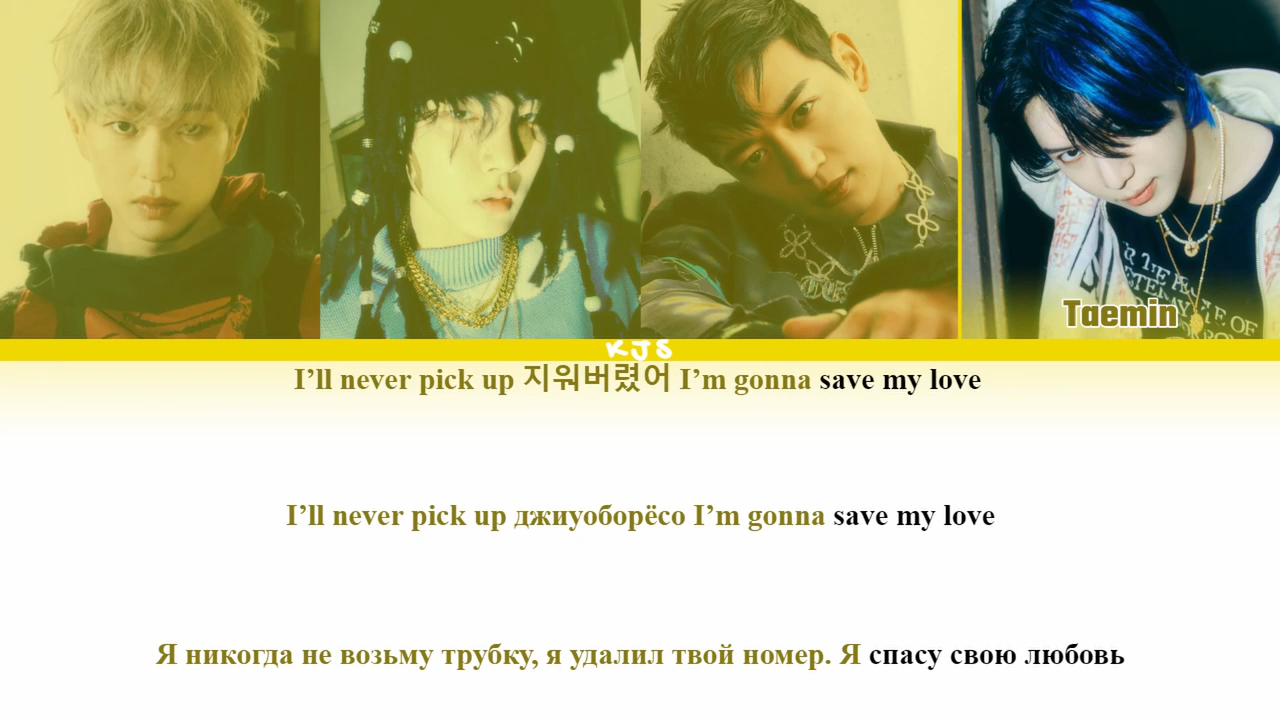 Taemin
KJS
I’ll never pick up 지워버렸어 I’m gonna save my love
I’ll never pick up джиуоборёсо I’m gonna save my love
Я никогда не возьму трубку, я удалил твой номер. Я спасу свою любовь